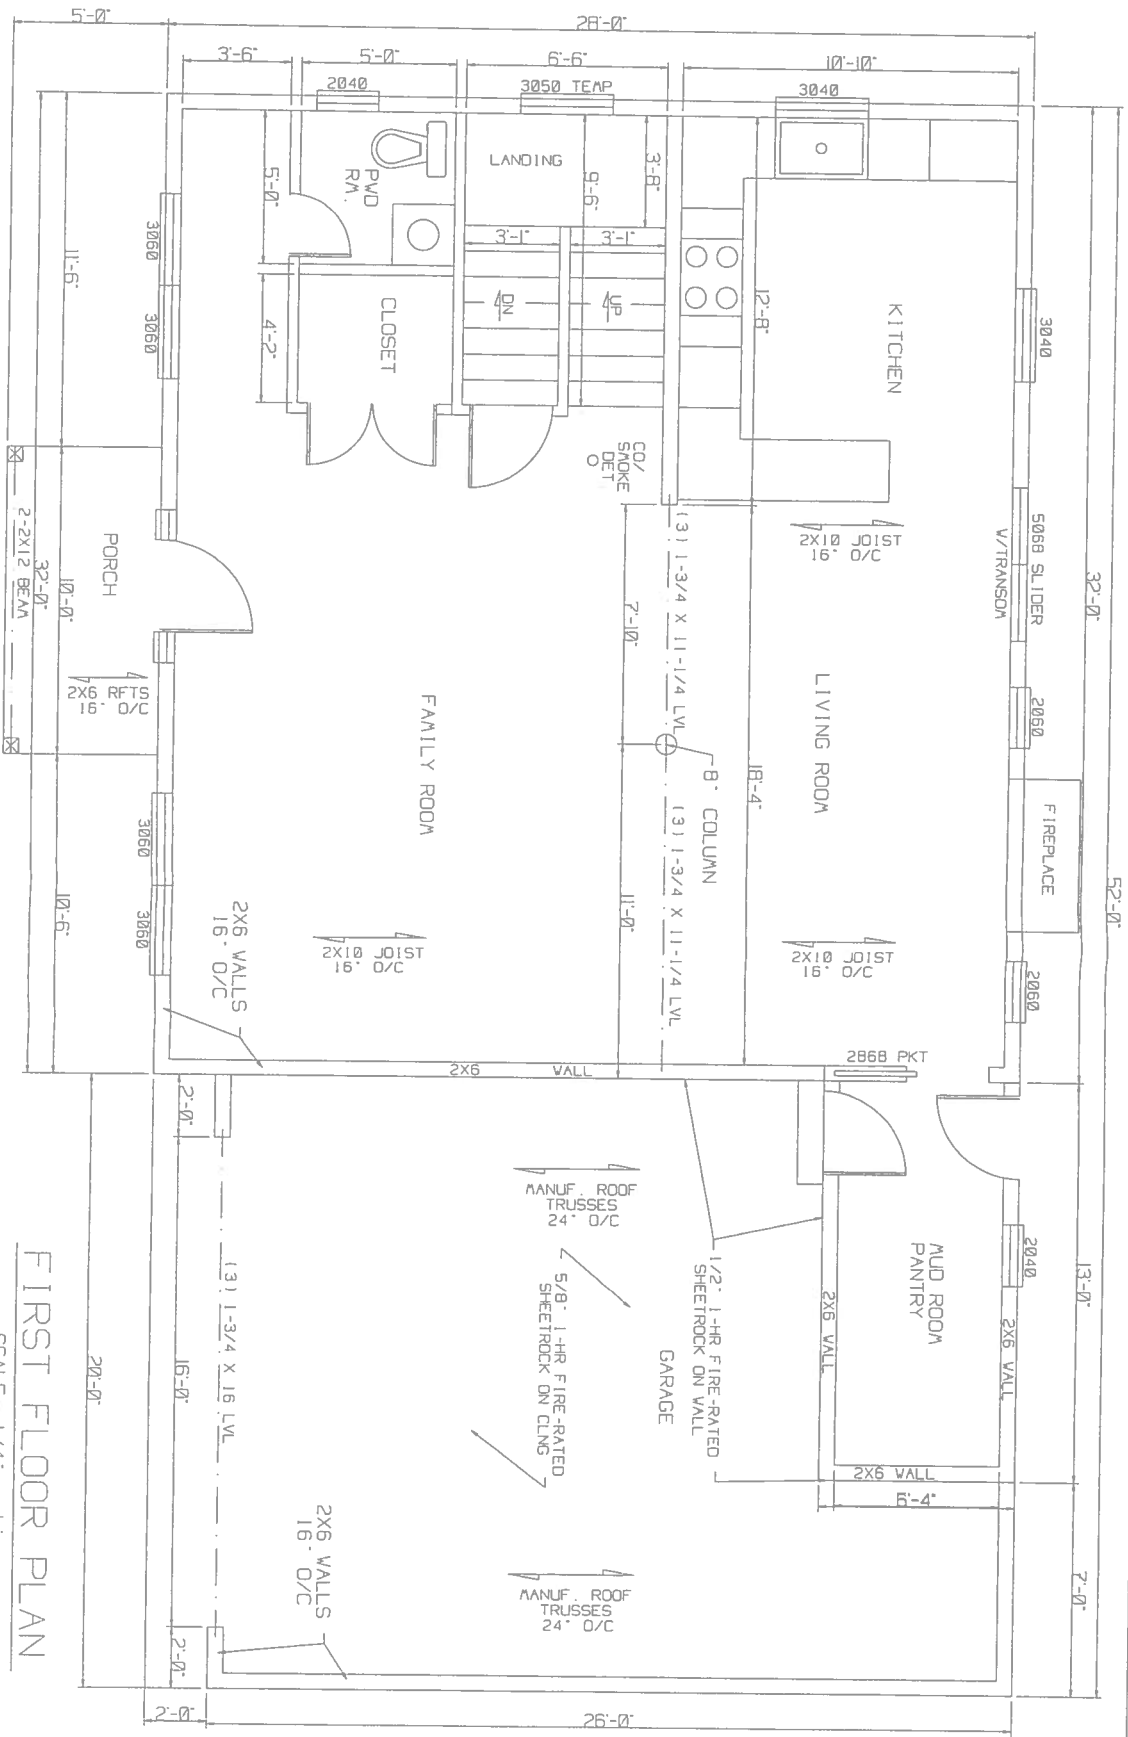 5'-0"
28'-0"
3'-6"
5'-0"
6'-6"
10'-10"
2040
3050 TEMP
3040
LANDING
3'-8"
9'-6"
PWD
RM.
5'-0"
3'-1"
3'-1"
3060
3060
11'-6"
4'-2"
CLOSET
DN
UP
12'-8"
KITCHEN
3040
32'-0"
52'-0"
CO/
SMOKE
DET
2X10 JOIST
16" O/C
5068 SLIDER
W/TRANSOM
2060
PORCH
2-2X12 BEAM
32'-0"
10'-0"
2X6 RFTS
16" O/C
7'-10"
(3) 1-3/4 X 11-1/4 LVL
LIVING ROOM
FAMILY ROOM
8" COLUMN
18'-4"
FIREPLACE
(3) 1-3/4 X 11-1/4 LVL
11'-0"
3060
3060
10'-6"
2X6 WALLS
16" O/C
2X10 JOIST
16" O/C
2X10 JOIST
16" O/C
2060
2X6 WALL
2868 PKT
2'-0"
MANUF. ROOF
TRUSSES
24" O/C
MUD ROOM
PANTRY
2040
13'-0"
2X6 WALL
2X6 WALL
2X6 WALL
6'-4"
1/2" 1-HR FIRE-RATED
SHEETROCK ON WALL
GARAGE
5/8" 1-HR FIRE-RATED
SHEETROCK ON CLNG
(3) 1-3/4 X 16 LVL
16'-0"
20'-0"
2X6 WALLS
16" O/C
MANUF. ROOF
TRUSSES
24" O/C
7'-0"
2'-0"
2'-0"
26'-0"
FIRST FLOOR PLAN